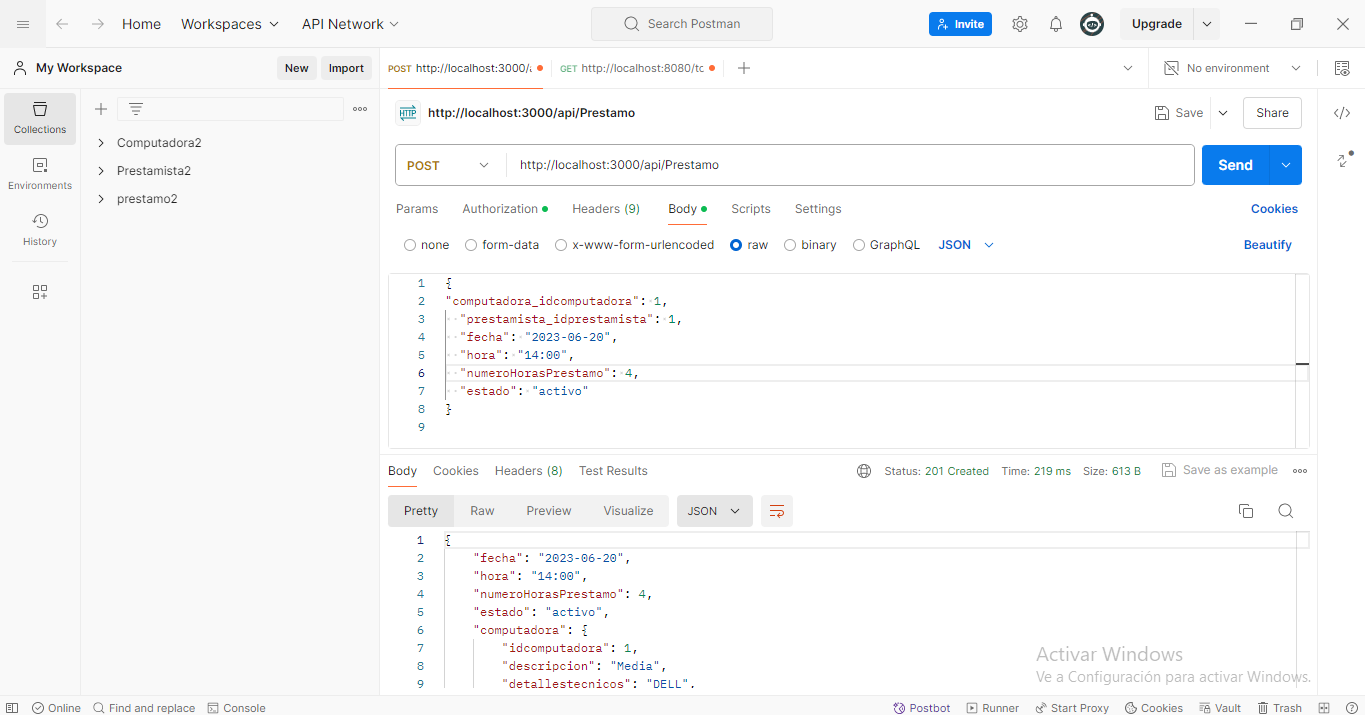 Home Workspaces API Network Search Postman Invite Upgrade
My Workspace New Import POST http://localhost:3000/ GET http://localhost:8080/tc No environment
Collections
Environments
History
Computadora2
Prestamista2
prestamo2
HTTP http://localhost:3000/api/Prestamo Save Share
POST http://localhost:3000/api/Prestamo Send
Params Authorization Headers (9) Body Scripts Settings Cookies
none form-data x-www-form-urlencoded raw binary GraphQL JSON Beautify
1 {
2 "computadora_idcomputadora": 1,
3 "prestamista_idprestamista": 1,
4 "fecha": "2023-06-20",
5 "hora": "14:00",
6 "numeroHorasPrestamo": 4,
7 "estado": "activo"
8 }
9
Body Cookies Headers (8) Test Results Status: 201 Created Time: 219 ms Size: 613 B Save as example
Pretty Raw Preview Visualize JSON
1 {
2 "fecha": "2023-06-20",
3 "hora": "14:00",
4 "numeroHorasPrestamo": 4,
5 "estado": "activo",
6 "computadora": {
7 "idcomputadora": 1,
8 "descripcion": "Media",
9 "detallestecnicos": "DELL",
Activar Windows
Ve a Configuración para activar Windows.
Online Find and replace Console Postbot Runner Start Proxy Cookies Vault Trash